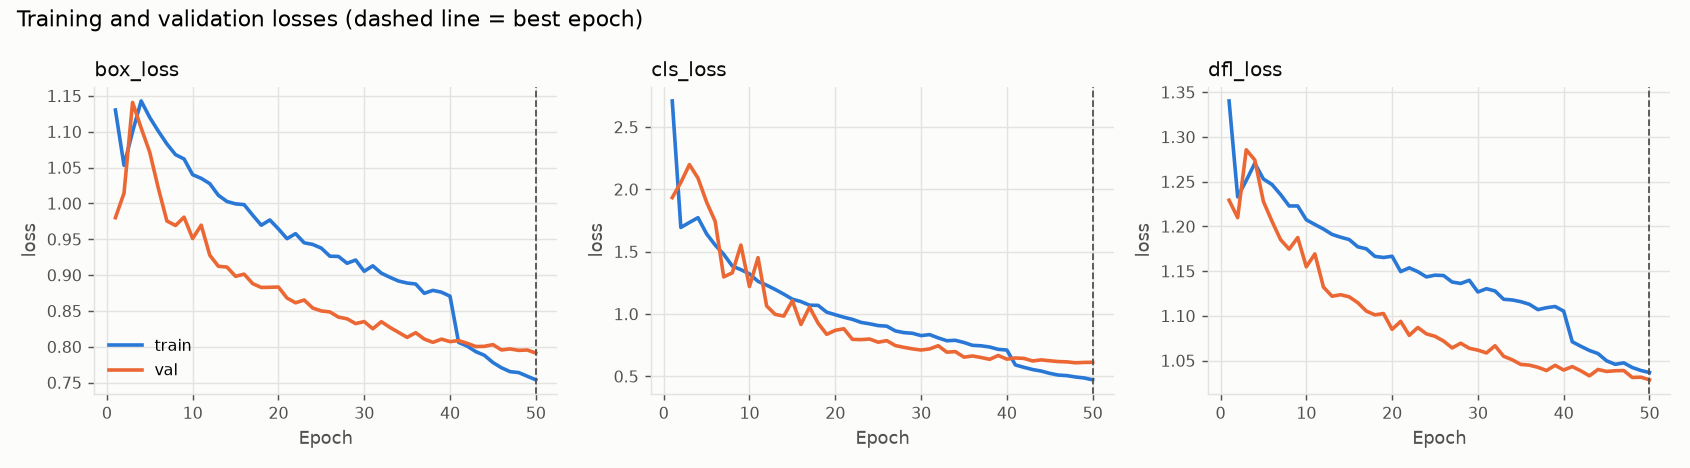 Training and validation losses (dashed line = best epoch)
box_loss
1.15
1.10
1.05
1.00
0.95
0.90
0.85
0.80
0.75
loss
train
val
0 10 20 30 40 50
Epoch
cls_loss
2.5
2.0
1.5
1.0
0.5
loss
0 10 20 30 40 50
Epoch
dfl_loss
1.35
1.30
1.25
1.20
1.15
1.10
1.05
loss
0 10 20 30 40 50
Epoch